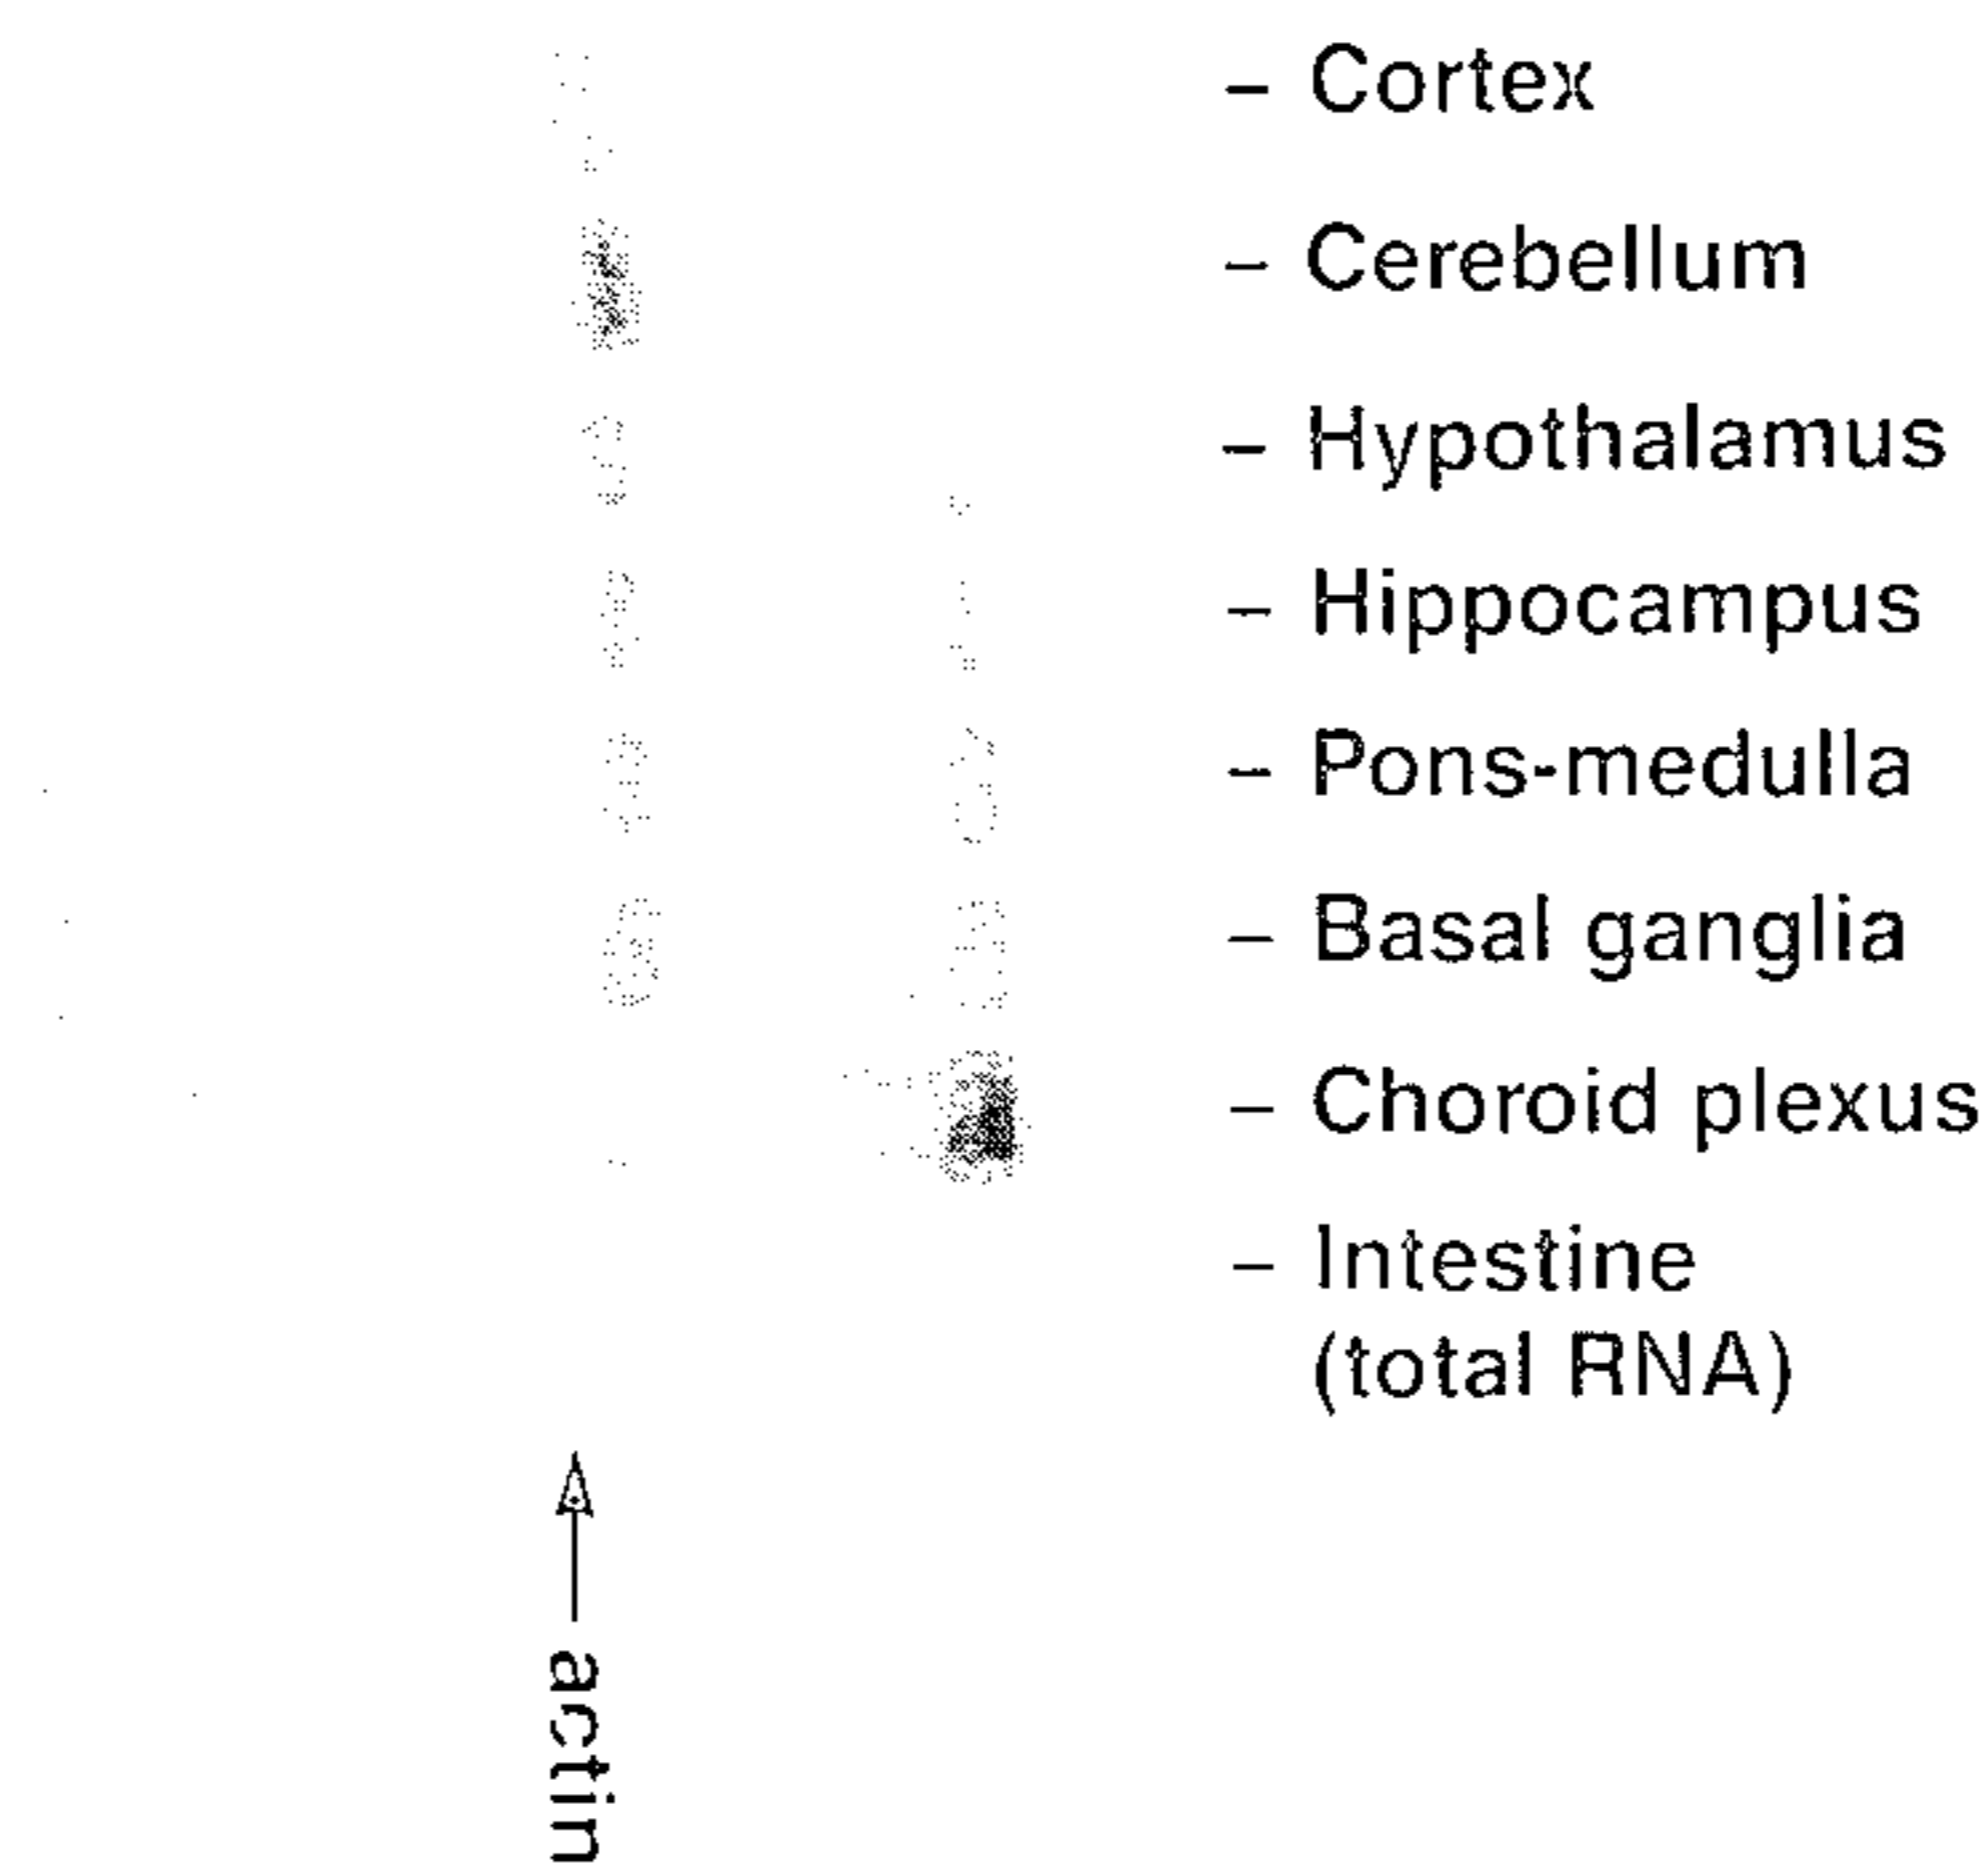 – Cortex
– Cerebellum
– Hypothalamus
– Hippocampus
– Pons-medulla
– Basal ganglia
– Choroid plexus
– Intestine
(total RNA)
actin